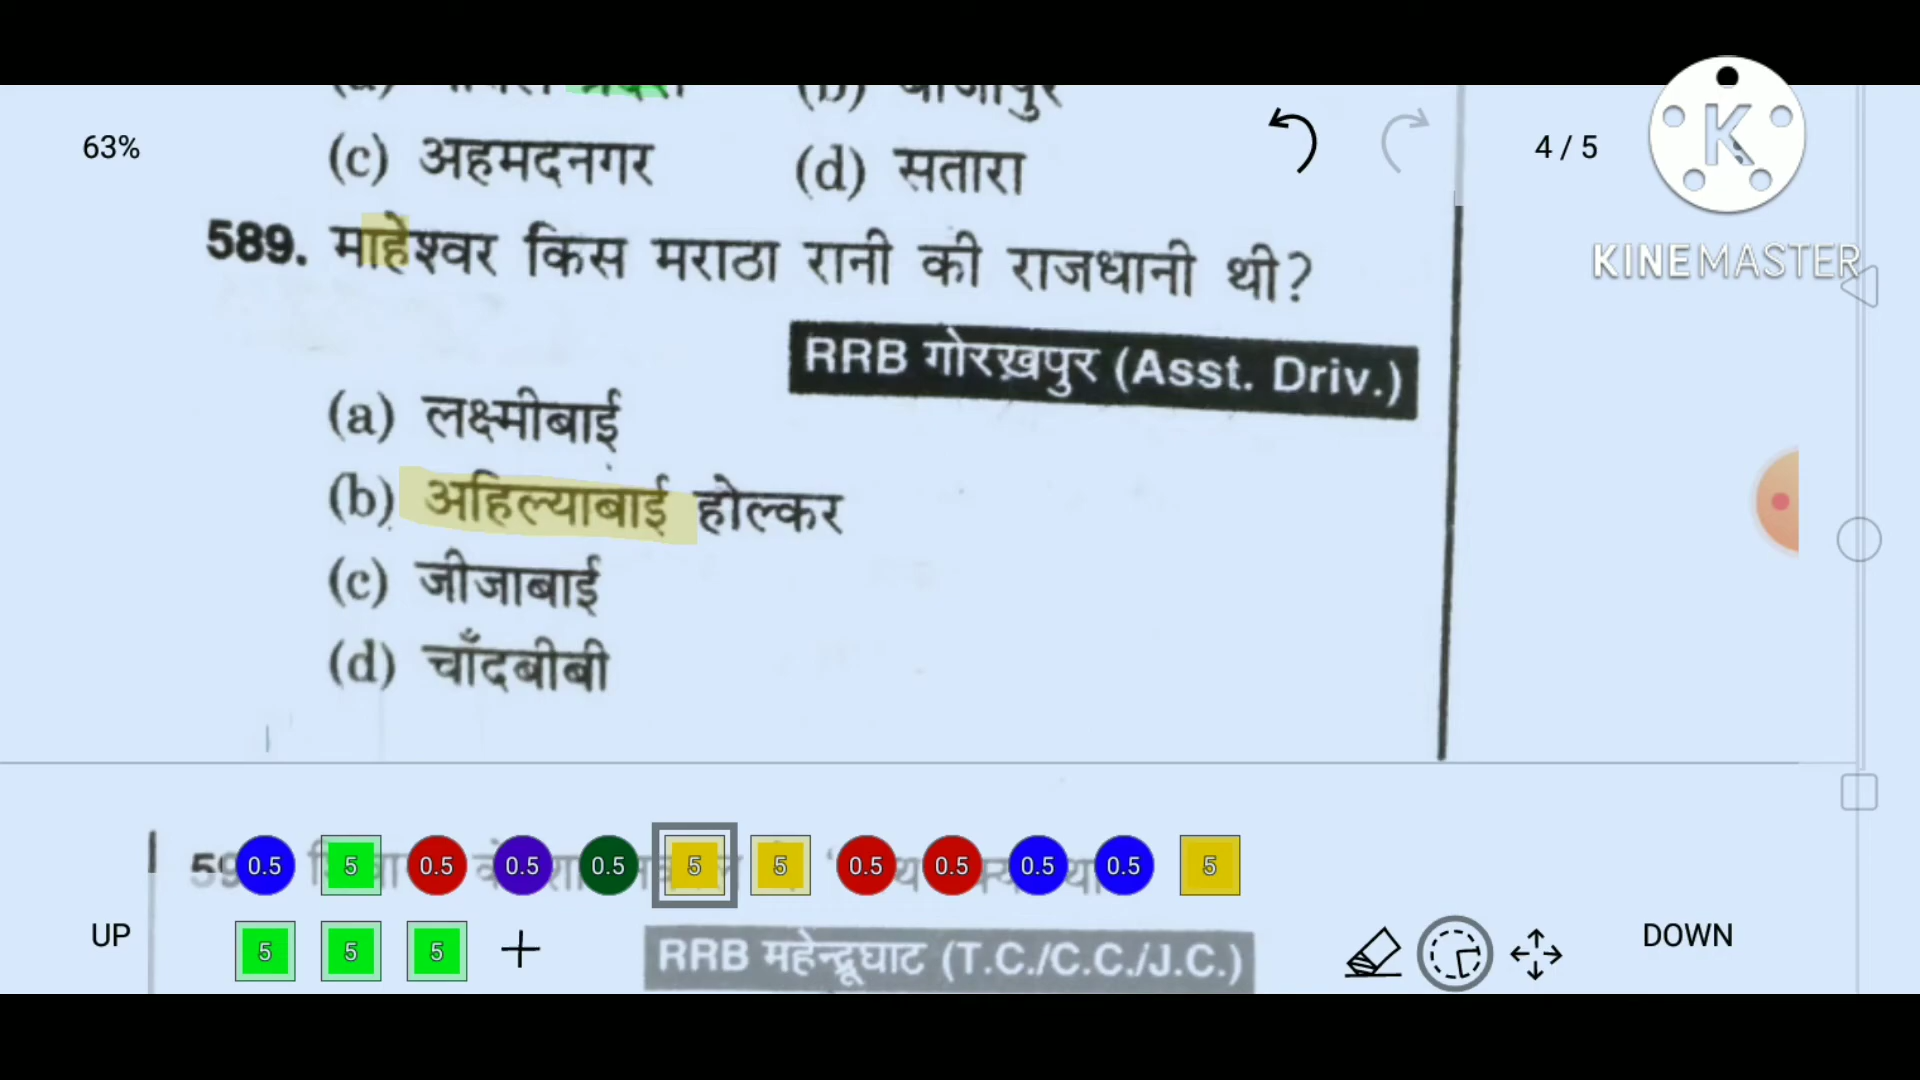 63%
4 / 5
K
KINEMASTER
(b) बीजापुर
(c) अहमदनगर (d) सतारा
589. माहेश्वर किस मराठा रानी की राजधानी थी?
RRB गोरखपुर (Asst. Driv.)
(a) लक्ष्मीबाई
(b) अहिल्याबाई होल्कर
(c) जीजाबाई
(d) चाँदबीबी
0.5 5 0.5 0.5 0.5 5 5 0.5 0.5 0.5 0.5 5
UP
5 5 5 +
RRB महेन्द्रूघाट (T.C./C.C./J.C.)
DOWN